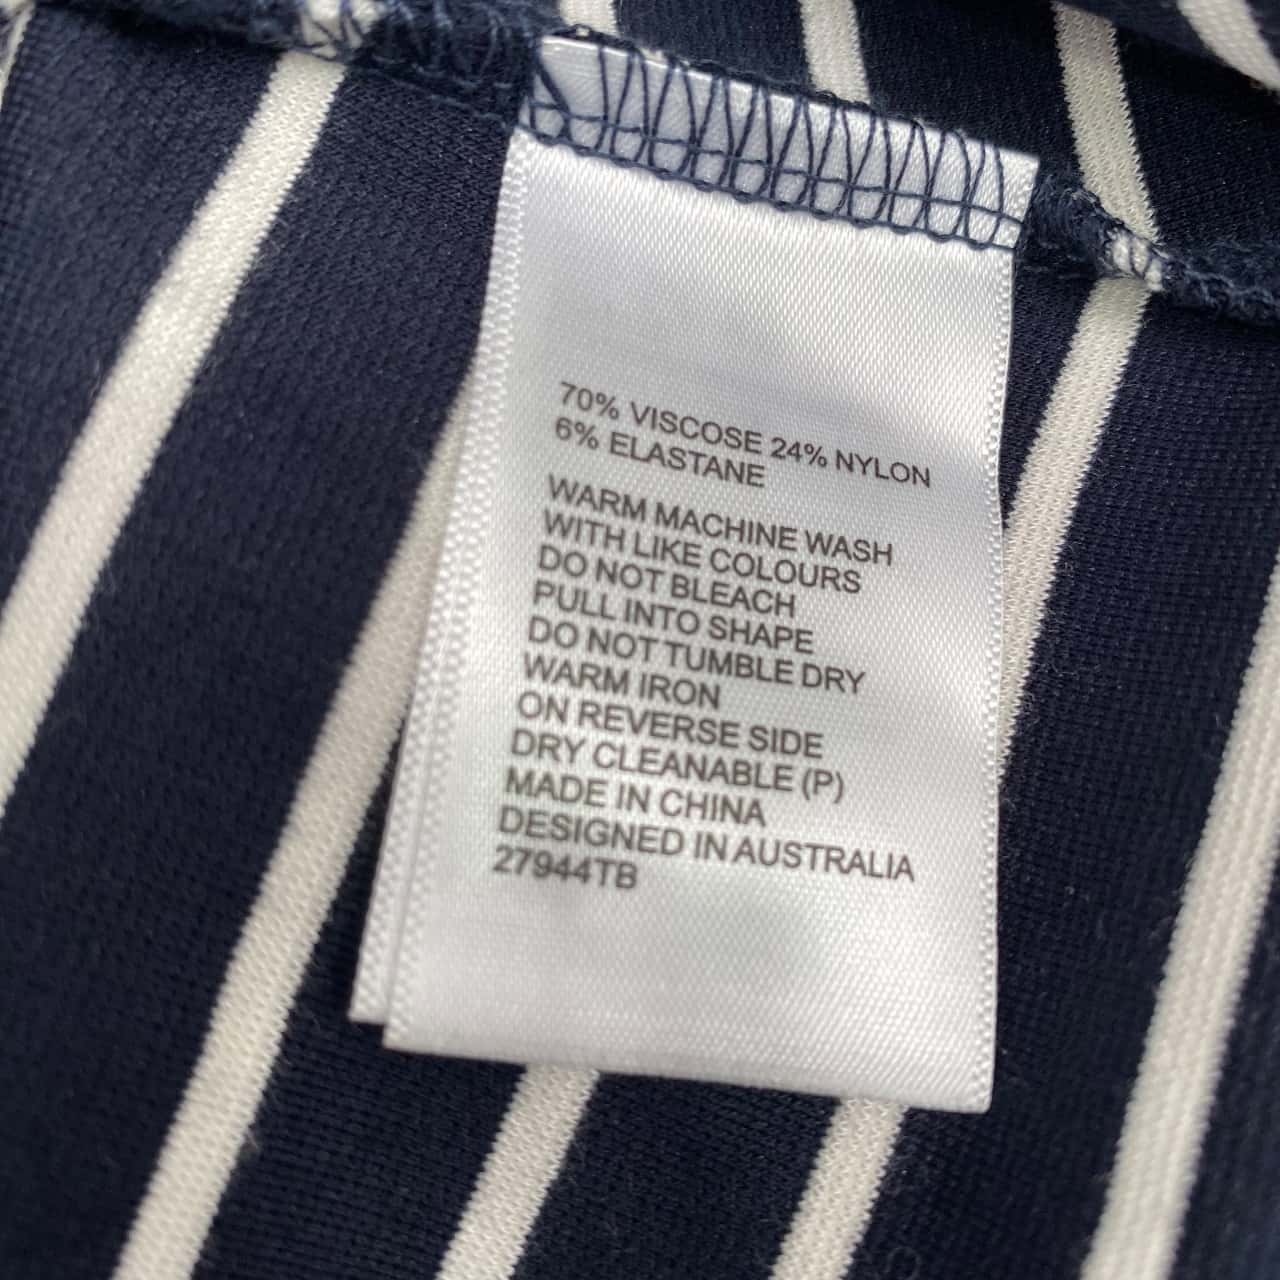 70% VISCOSE 24% NYLON
6% ELASTANE
WARM MACHINE WASH
WITH LIKE COLOURS
DO NOT BLEACH
PULL INTO SHAPE
DO NOT TUMBLE DRY
WARM IRON
ON REVERSE SIDE
DRY CLEANABLE (P)
MADE IN CHINA
DESIGNED IN AUSTRALIA
27944TB